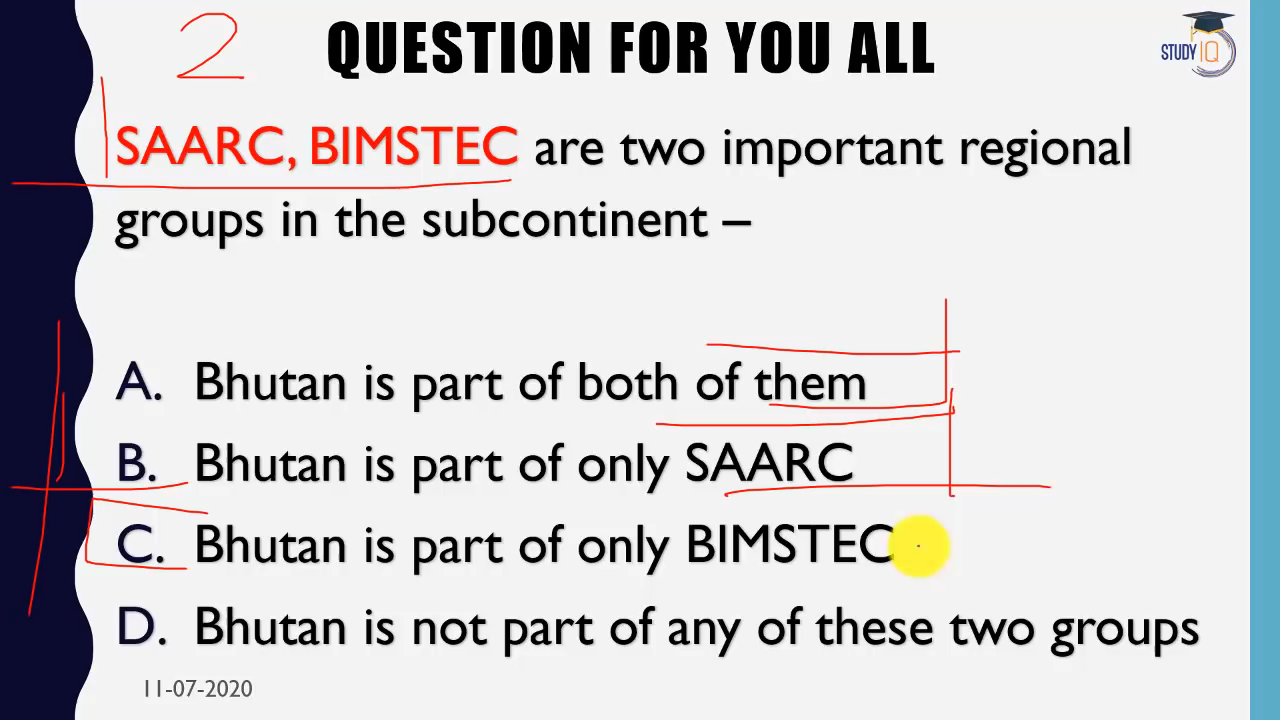 2
QUESTION FOR YOU ALL
STUDY IQ
SAARC, BIMSTEC are two important regional
groups in the subcontinent –
A. Bhutan is part of both of them
B. Bhutan is part of only SAARC
C. Bhutan is part of only BIMSTEC
D. Bhutan is not part of any of these two groups
11-07-2020